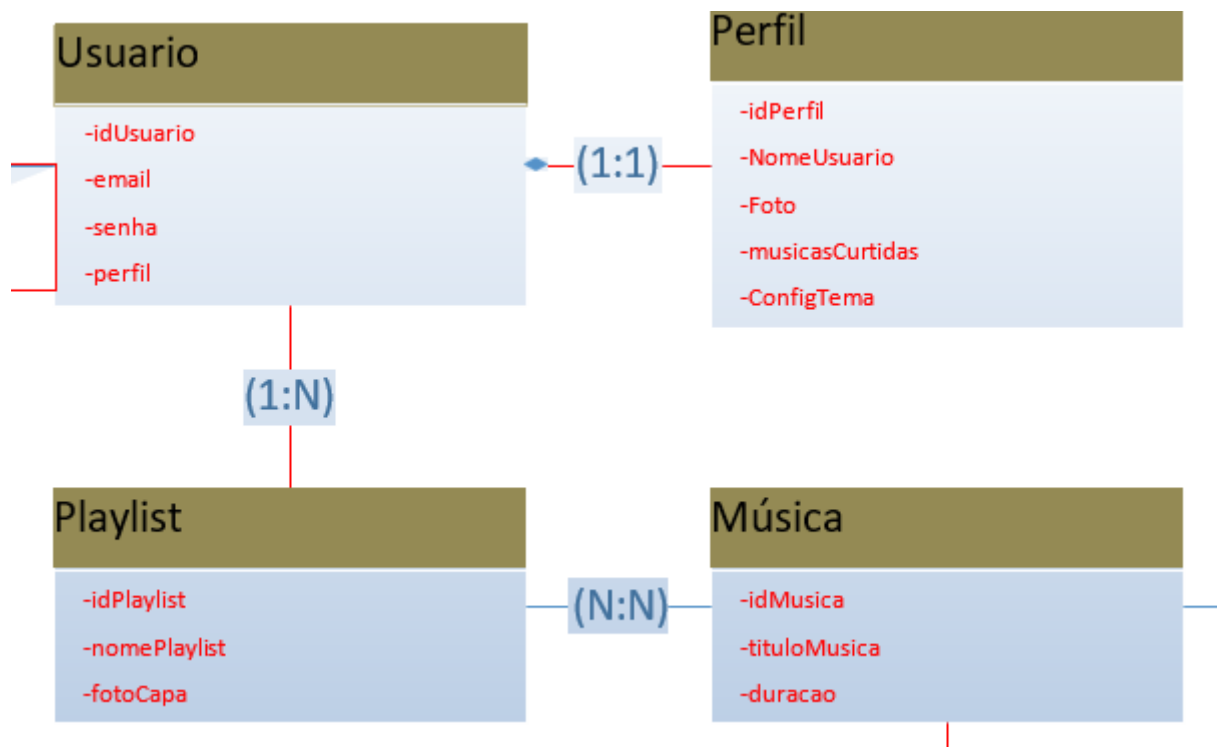 Usuario
-idUsuario
-email
-senha
-perfil
(1:1)
Perfil
-idPerfil
-NomeUsuario
-Foto
-musicasCurtidas
-ConfigTema
(1:N)
Playlist
-idPlaylist
-nomePlaylist
-fotoCapa
(N:N)
Música
-idMusica
-tituloMusica
-duracao